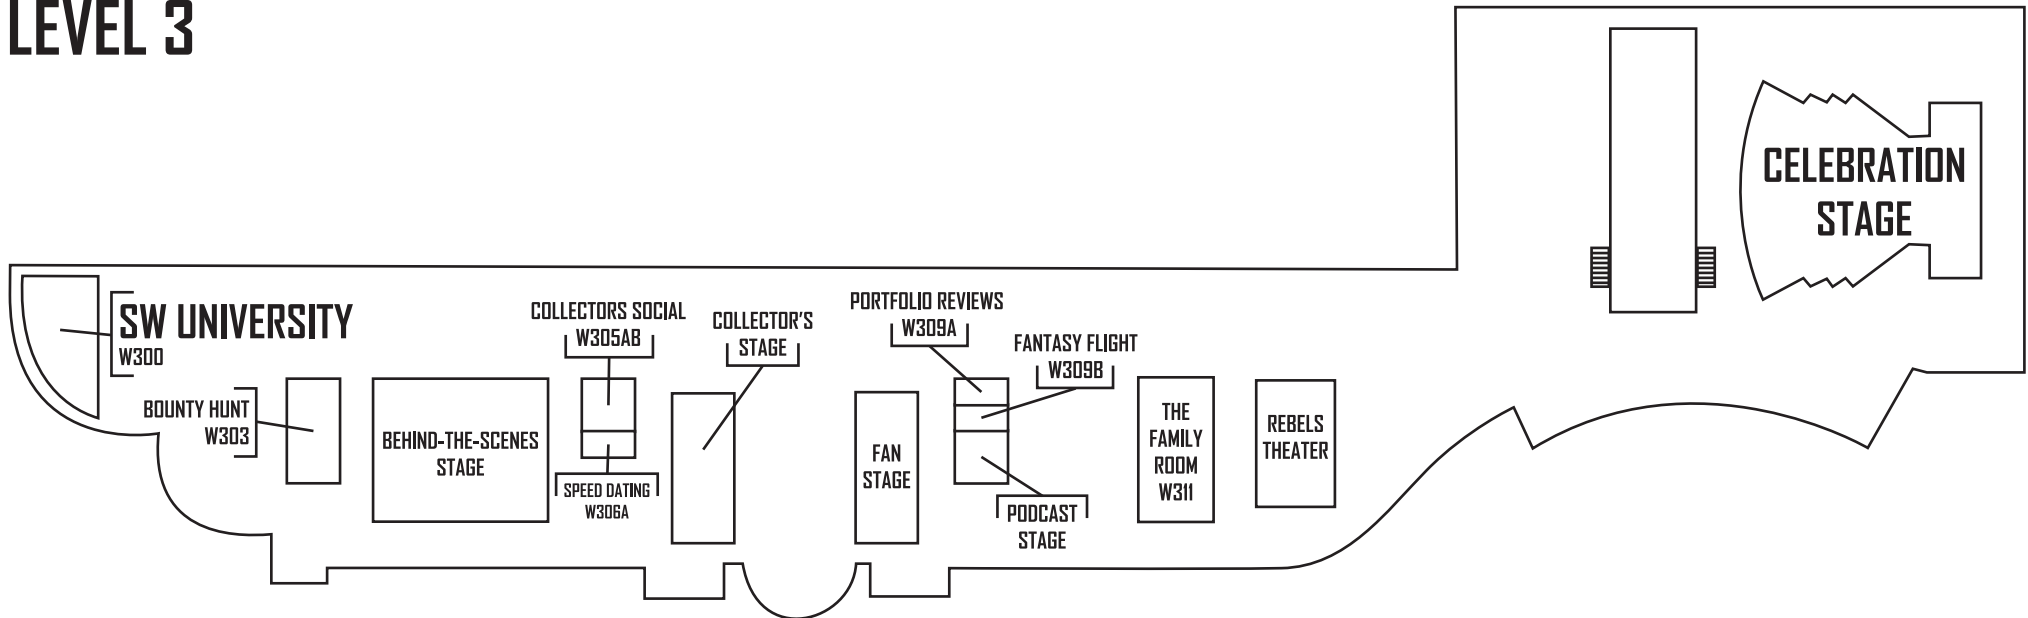 LEVEL 3
CELEBRATION
STAGE
SW UNIVERSITY
W300
BOUNTY HUNT
W303
BEHIND-THE-SCENES
STAGE
COLLECTORS SOCIAL
W305AB
SPEED DATING
W306A
COLLECTOR'S
STAGE
FAN
STAGE
PORTFOLIO REVIEWS
W309A
FANTASY FLIGHT
W309B
PODCAST
STAGE
THE
FAMILY
ROOM
W311
REBELS
THEATER